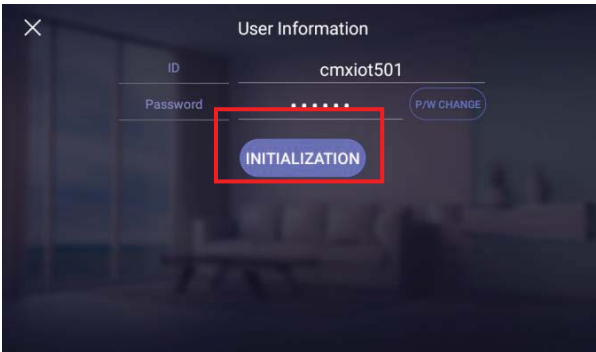 User Information
ID cmxiot501
Password •••••• P/W CHANGE
INITIALIZATION